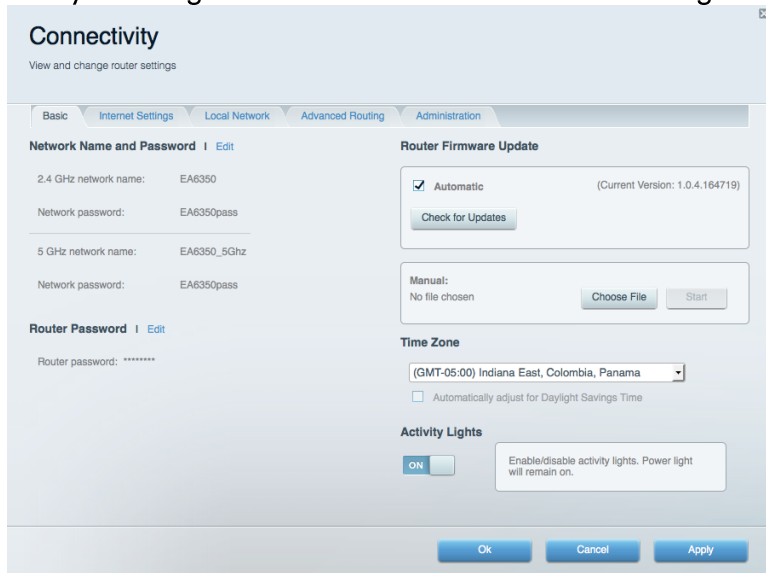 Connectivity
View and change router settings
Basic Internet Settings Local Network Advanced Routing Administration
Network Name and Password | Edit
2.4 GHz network name: EA6350
Network password: EA6350pass
5 GHz network name: EA6350_5Ghz
Network password: EA6350pass
Router Password | Edit
Router password: ********
Router Firmware Update
Automatic (Current Version: 1.0.4.164719)
Check for Updates
Manual:
No file chosen Choose File Start
Time Zone
(GMT-05:00) Indiana East, Colombia, Panama
Automatically adjust for Daylight Savings Time
Activity Lights
ON
Enable/disable activity lights. Power light
will remain on.
Ok Cancel Apply